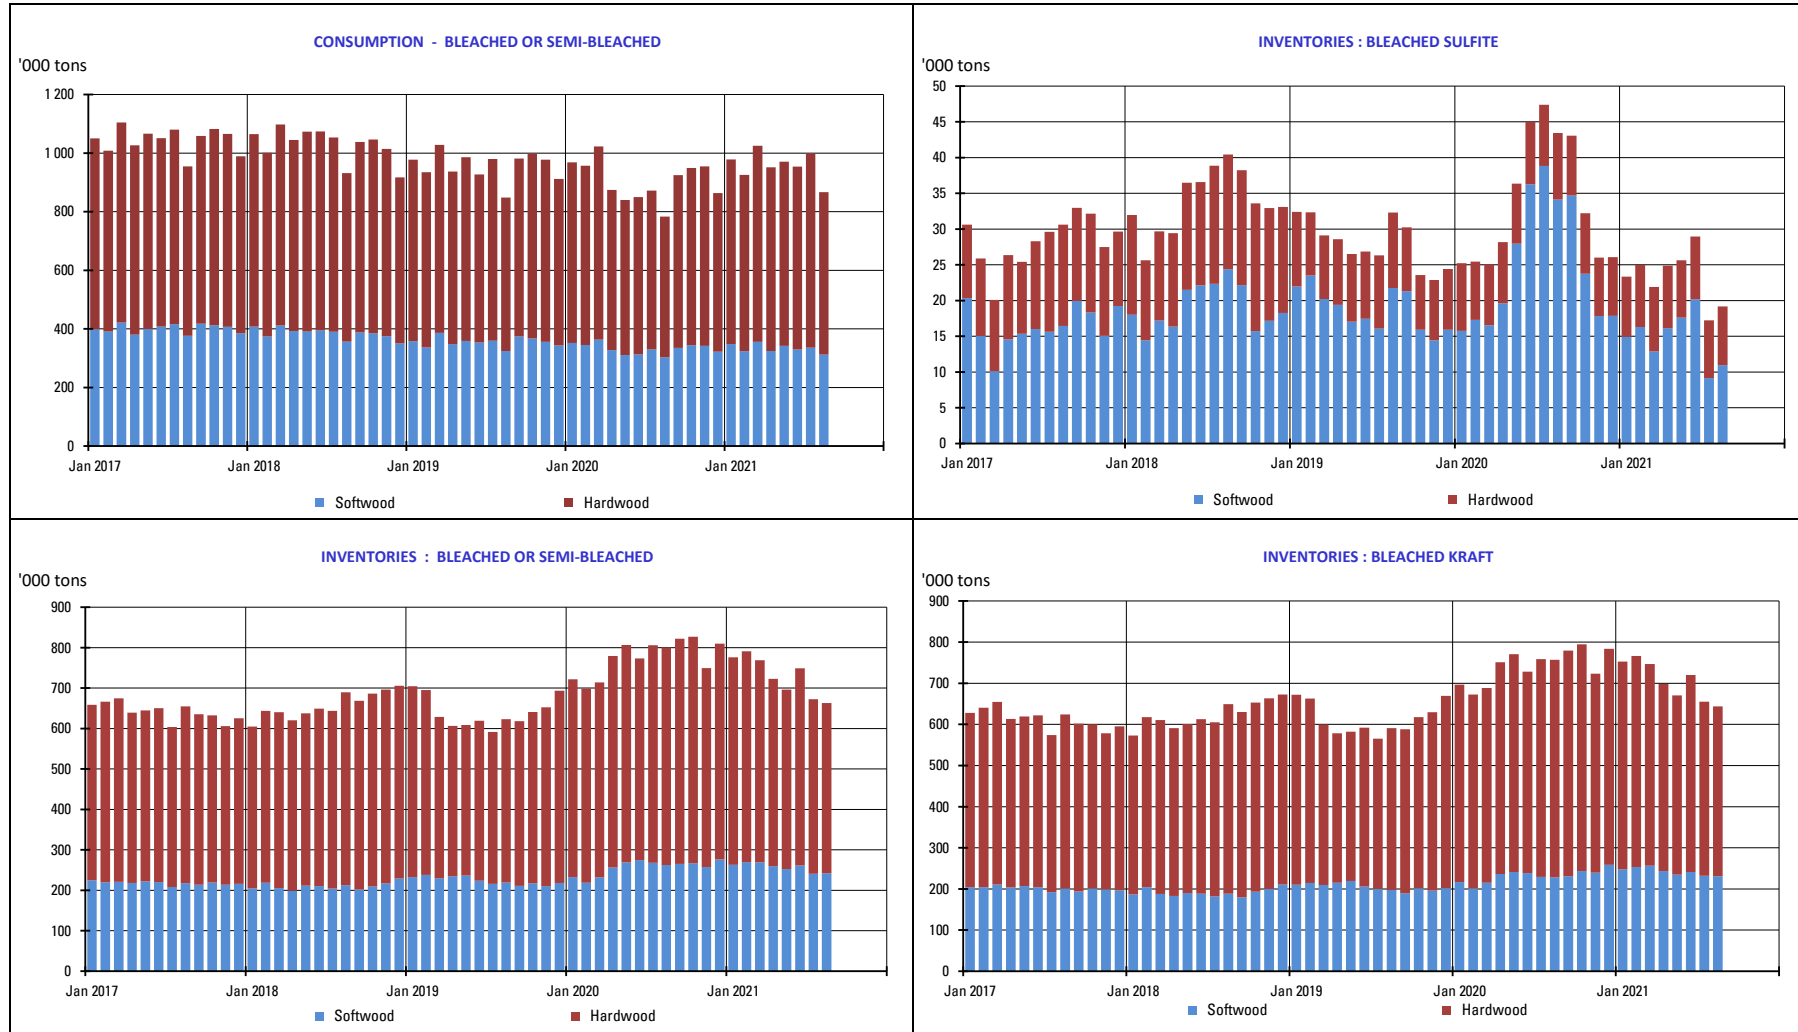 CONSUMPTION - BLEACHED OR SEMI-BLEACHED
'000 tons
1 200
1 000
800
600
400
200
0
Jan 2017 Jan 2018 Jan 2019 Jan 2020 Jan 2021
Softwood Hardwood
INVENTORIES : BLEACHED SULFITE
'000 tons
50
45
40
35
30
25
20
15
10
5
0
Jan 2017 Jan 2018 Jan 2019 Jan 2020 Jan 2021
Softwood Hardwood
INVENTORIES : BLEACHED OR SEMI-BLEACHED
'000 tons
900
800
700
600
500
400
300
200
100
0
Jan 2017 Jan 2018 Jan 2019 Jan 2020 Jan 2021
Softwood Hardwood
INVENTORIES : BLEACHED KRAFT
'000 tons
900
800
700
600
500
400
300
200
100
0
Jan 2017 Jan 2018 Jan 2019 Jan 2020 Jan 2021
Softwood Hardwood